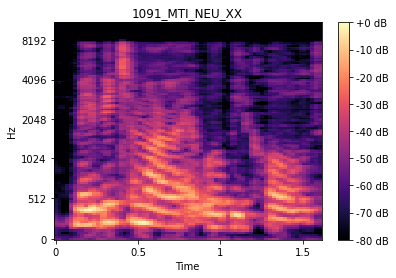 1091_MTI_NEU_XX
+0 dB
8192
-10 dB
4096
-20 dB
-30 dB
2048
-40 dB
Hz
1024
-50 dB
512
-60 dB
-70 dB
0
-80 dB
0
0.5
1
1.5
Time